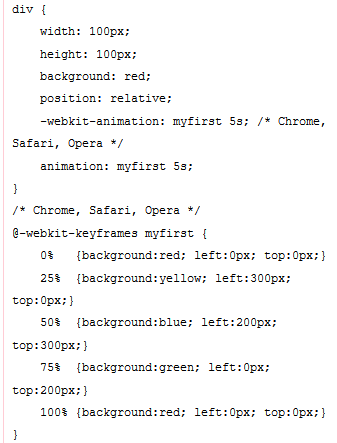 div {
    width: 100px;
    height: 100px;
    background: red;
    position: relative;
    -webkit-animation: myfirst 5s; /* Chrome,
Safari, Opera */
    animation: myfirst 5s;
}
/* Chrome, Safari, Opera */
@-webkit-keyframes myfirst {
    0%   {background:red; left:0px; top:0px;}
    25%  {background:yellow; left:300px;
top:0px;}
    50%  {background:blue; left:200px;
top:300px;}
    75%  {background:green; left:0px;
top:200px;}
    100% {background:red; left:0px; top:0px;}
}